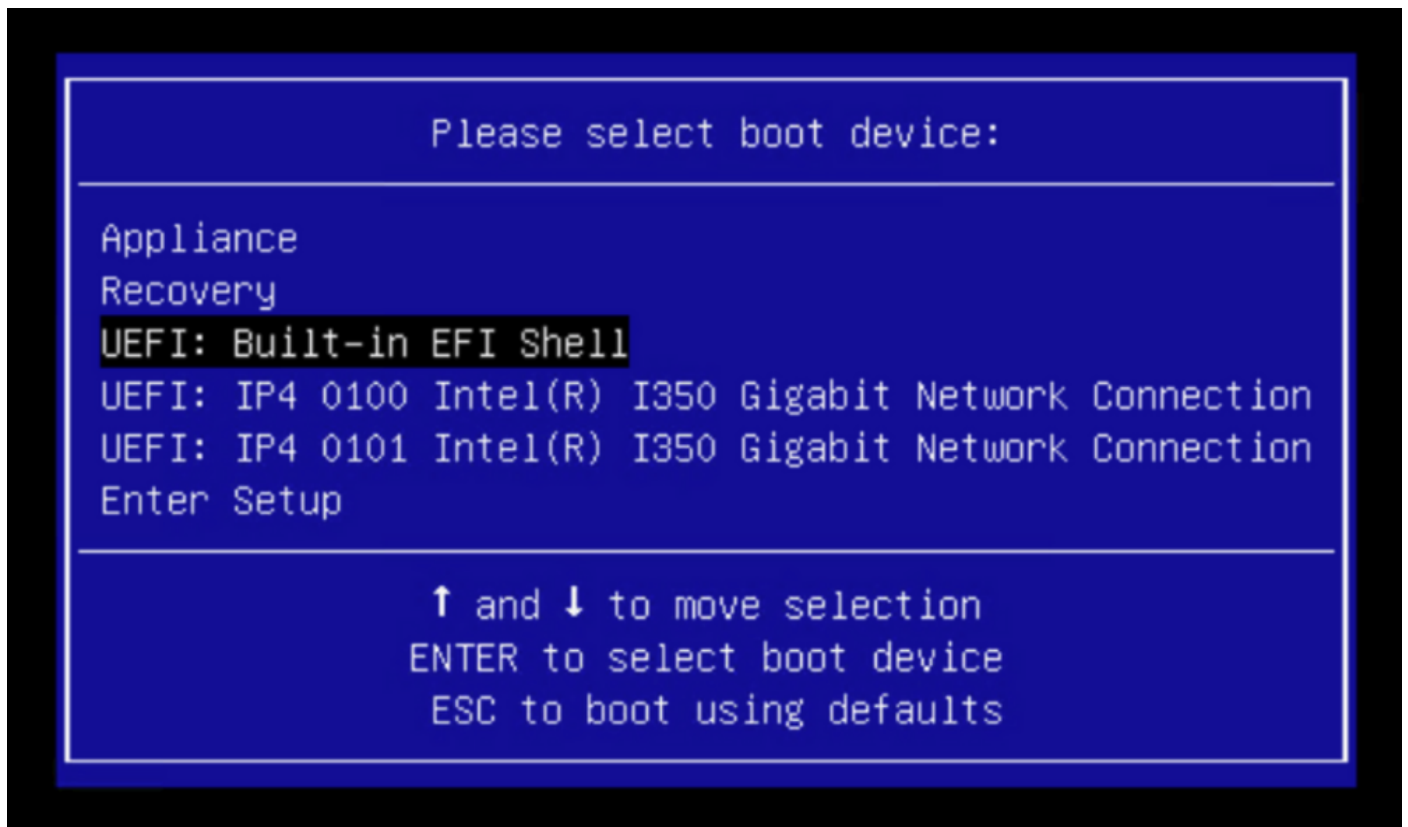 Please select boot device:
Appliance
Recovery
UEFI: Built-in EFI Shell
UEFI: IP4 0100 Intel(R) I350 Gigabit Network Connection
UEFI: IP4 0101 Intel(R) I350 Gigabit Network Connection
Enter Setup
↑ and ↓ to move selection
ENTER to select boot device
ESC to boot using defaults